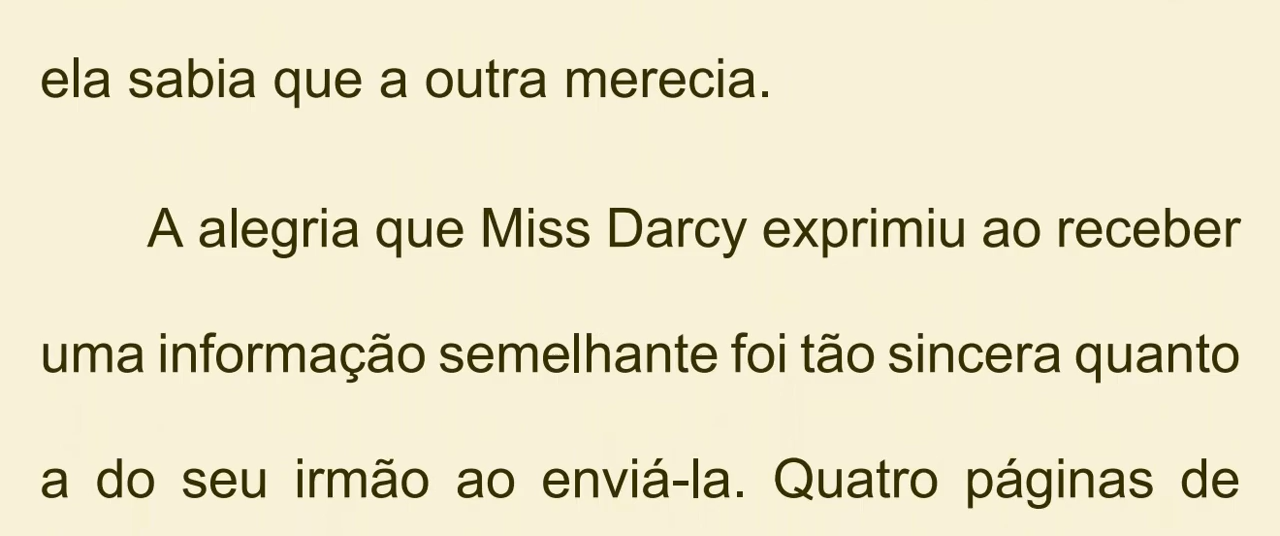 ela sabia que a outra merecia.
A alegria que Miss Darcy exprimiu ao receber
uma informação semelhante foi tão sincera quanto
a do seu irmão ao enviá-la. Quatro páginas de